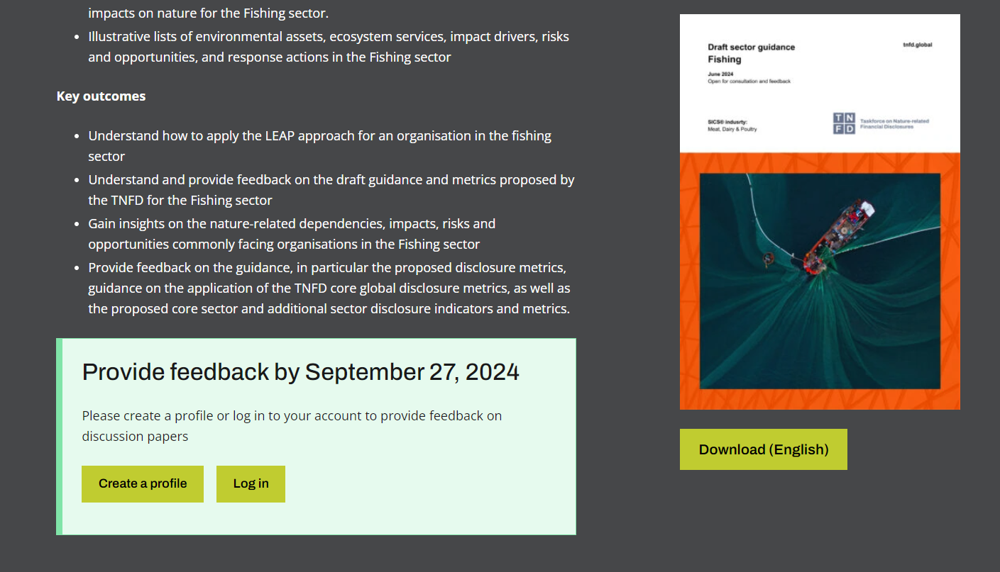 impacts on nature for the Fishing sector.
• Illustrative lists of environmental assets, ecosystem services, impact drivers, risks
and opportunities, and response actions in the Fishing sector
Key outcomes
• Understand how to apply the LEAP approach for an organisation in the fishing
sector
• Understand and provide feedback on the draft guidance and metrics proposed by
the TNFD for the Fishing sector
• Gain insights on the nature-related dependencies, impacts, risks and
opportunities commonly facing organisations in the Fishing sector
• Provide feedback on the guidance, in particular the proposed disclosure metrics,
guidance on the application of the TNFD core global disclosure metrics, as well as
the proposed core sector and additional sector disclosure indicators and metrics.
Provide feedback by September 27, 2024
Please create a profile or log in to your account to provide feedback on
discussion papers
Create a profile
Log in
Draft sector guidance
Fishing
tnfd.global
June 2024
Open for consultation and feedback
SICS® indusrty:
Meat, Dairy & Poultry
T N
F D
Taskforce on Nature-related
Financial Disclosures
Download (English)